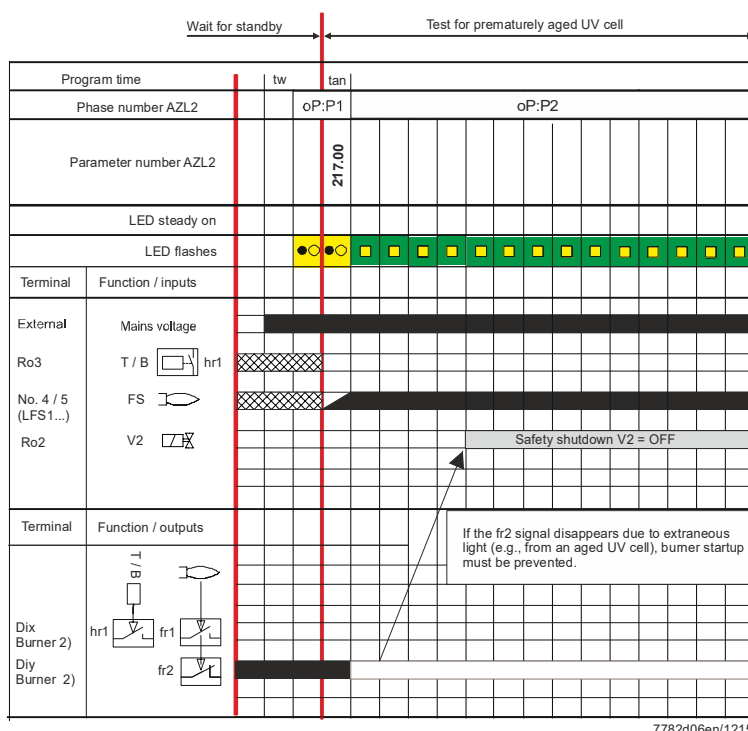 Wait for standby
Test for prematurely aged UV cell
Program time
tw
tan
Phase number AZL2
oP:P1
oP:P2
Parameter number AZL2
217.00
LED steady on
LED flashes
Terminal
Function / inputs
External
Mains voltage
Ro3
T / B
hr1
No. 4 / 5
(LFS1...)
FS
Ro2
V2
Safety shutdown V2 = OFF
Terminal
Function / outputs
If the fr2 signal disappears due to extraneous
light (e.g., from an aged UV cell), burner startup
must be prevented.
T / B
Dix
Burner 2)
hr1
fr1
Diy
Burner 2)
fr2
7782d06en/1215